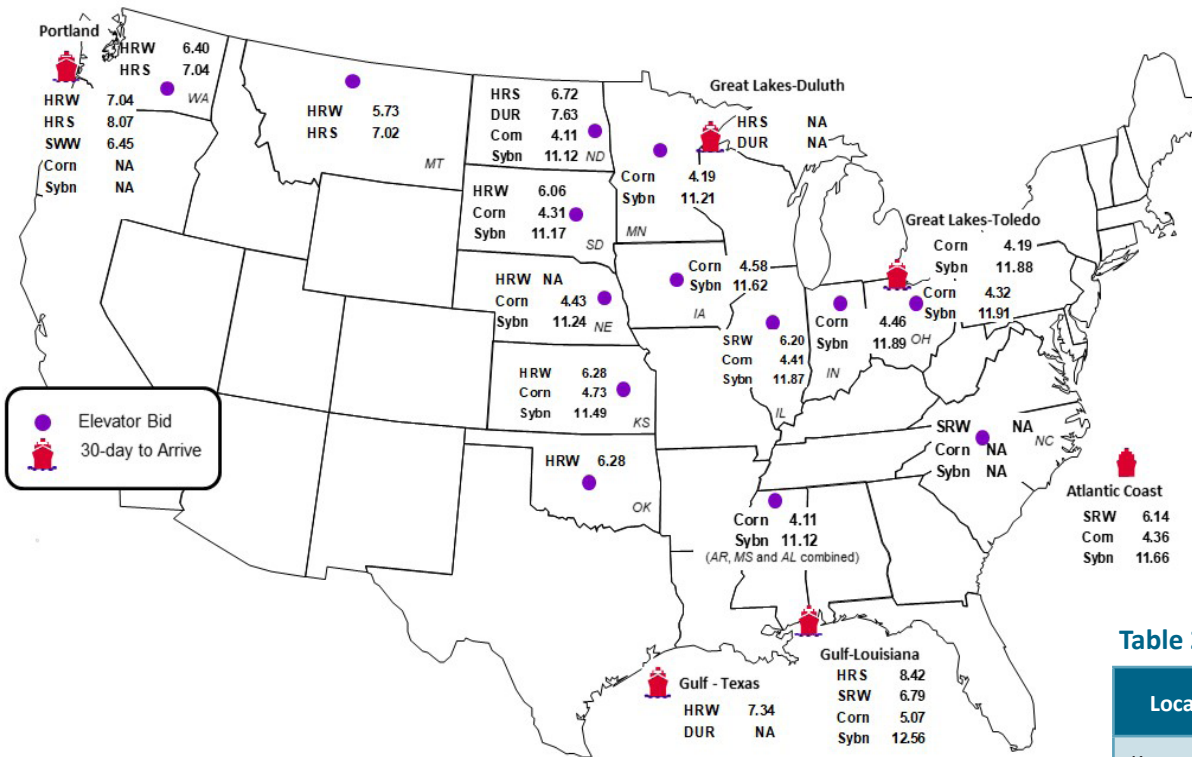 Portland
HRW 6.40
HRS 7.04
WA
HRW 7.04
HRS 8.07
SWW 6.45
Corn NA
Sybn NA
HRW 5.73
HRS 7.02
MT
HRS 6.72
DUR 7.63
Corn 4.11
Sybn 11.12 ND
Great Lakes-Duluth
HRS NA
DUR NA
Corn 4.19
Sybn 11.21
MN
HRW 6.06
Corn 4.31
Sybn 11.17
SD
Great Lakes-Toledo
Corn 4.19
Sybn 11.88
HRW NA
Corn 4.43
Sybn 11.24 NE
Corn 4.58
Sybn 11.62
IA
SRW 6.20
Corn 4.41
Sybn 11.87
IL
Corn 4.46
Sybn 11.89
IN
Corn 4.32
Sybn 11.91
OH
HRW 6.28
Corn 4.73
Sybn 11.49
KS
Elevator Bid
30-day to Arrive
HRW 6.28
OK
SRW NA
Corn NA
Sybn NA
NC
Corn 4.11
Sybn 11.12
(AR, MS and AL combined)
Atlantic Coast
SRW 6.14
Corn 4.36
Sybn 11.66
Gulf - Texas
HRW 7.34
DUR NA
Gulf-Louisiana
HRS 8.42
SRW 6.79
Corn 5.07
Sybn 12.56
Table
Loca